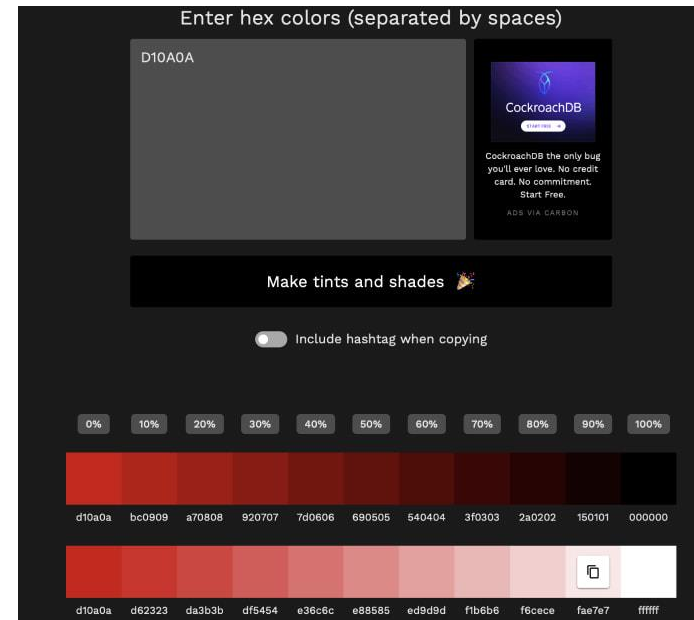 Enter hex colors (separated by spaces)
D10A0A
CockroachDB
START FREE
CockroachDB the only bug
you'll ever love. No credit
card. No commitment.
Start Free.
ADS VIA CARBON
Make tints and shades 🎉
Include hashtag when copying
0% 10% 20% 30% 40% 50% 60% 70% 80% 90% 100%
d10a0a bc0909 a70808 920707 7d0606 690505 540404 3f0303 2a0202 150101 000000
d10a0a d62323 da3b3b df5454 e36c6c e88585 ed9d9d f1b6b6 f6cece fae7e7 ffffff